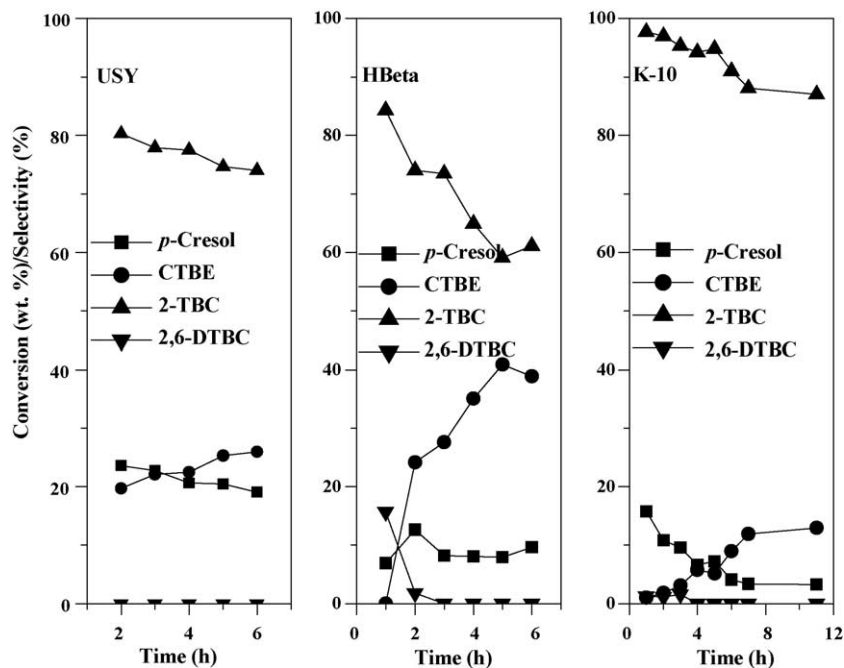 Conversion (wt. %)/Selectivity (%)
100
80
60
40
20
0
USY
p-Cresol
CTBE
2-TBC
2,6-DTBC
2
4
6
Time (h)
100
80
60
40
20
0
HBeta
p-Cresol
CTBE
2-TBC
2,6-DTBC
0
2
4
6
Time (h)
100
80
60
40
20
0
K-10
p-Cresol
CTBE
2-TBC
2,6-DTBC
0
4
8
12
Time (h)